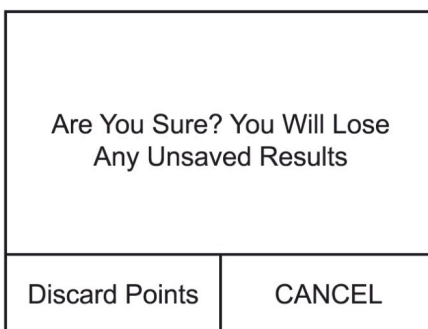 Are You Sure? You Will Lose
Any Unsaved Results
Discard Points
CANCEL